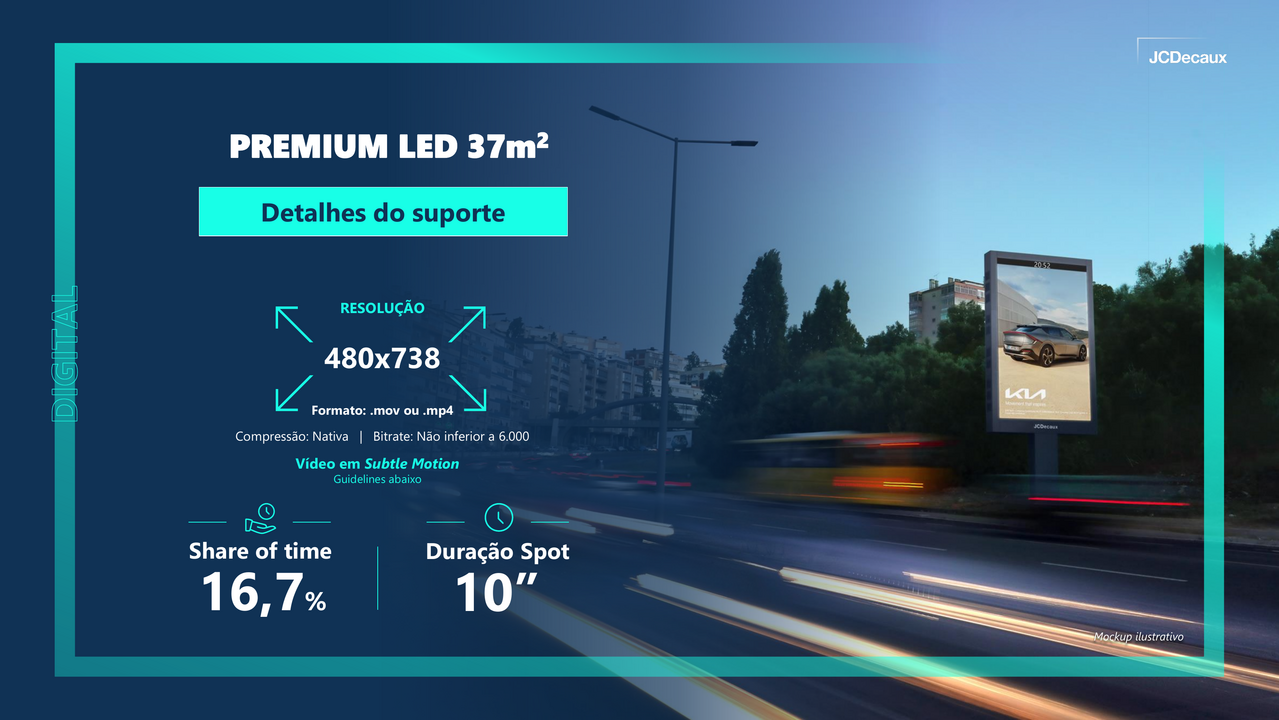 JCDecaux
PREMIUM LED 37m²
Detalhes do suporte
DIGITAL
RESOLUÇÃO
480x738
Formato: .mov ou .mp4
Compressão: Nativa | Bitrate: Não inferior a 6.000
Vídeo em Subtle Motion
Guidelines abaixo
Share of time
16,7%
Duração Spot
10”
20:52
KIA
JCDecaux
Mockup ilustrativo